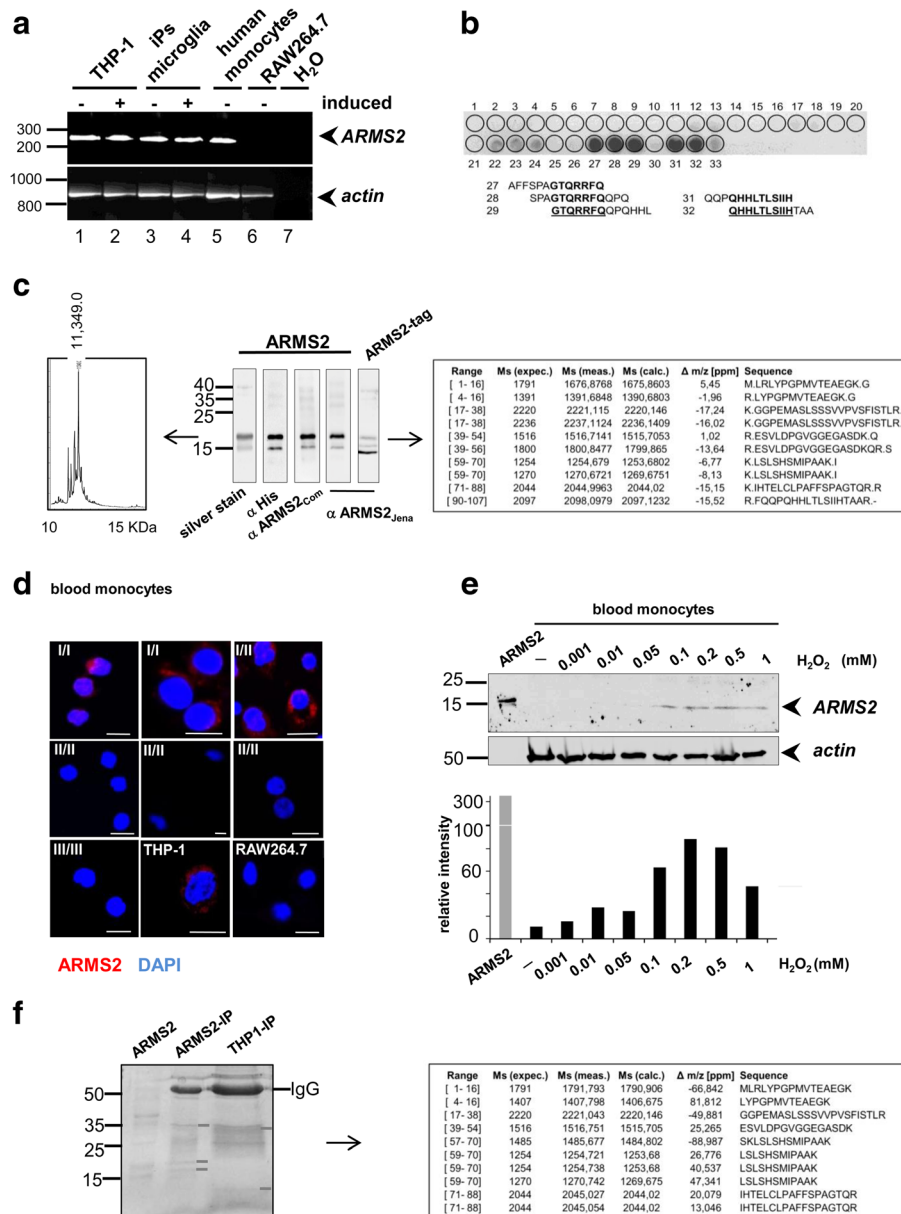 a
THP-1
iPs
microglia
human
monocytes
RAW264.7
H2O
- + - + - induced
300
200
ARMS2
1000
800
actin
1 2 3 4 5 6 7
b
1 2 3 4 5 6 7 8 9 10 11 12 13 14 15 16 17 18 19 20
21 22 23 24 25 26 27 28 29 30 31 32 33
27 AFFSPAGTQRRFQ
28 SPAGTQRRFQQPQ
29 GTQRRFQQPQHHL
31 QQPQHHLTLSIIH
32 QHHLTLSIIHTAA
c
11,349.0
10 15 KDa
ARMS2
ARMS2-tag
40
35
25
15
silver stain
α His
α ARMS2Com
α ARMS2Jena
Range Ms (expec.) Ms (meas.) Ms (calc.) Δ m/z [ppm] Sequence
[ 1- 16] 1791 1676,8768 1675,8603 5,45 M.LRLYPGPMVTEAEGK.G
[ 4- 16] 1391 1391,6848 1390,6803 -1,96 R.LYPGPMVTEAEGK.G
[17- 38] 2220 2221,115 2220,146 -17,24 K.GGPEMASLSSSVVPVSFISTLR.
[17- 38] 2236 2237,1124 2236,1409 -16,02 K.GGPEMASLSSSVVPVSFISTLR.
[39- 54] 1516 1516,7141 1515,7053 1,02 R.ESVLDPGVGGEGASDK.Q
[39- 56] 1800 1800,8477 1799,865 -13,64 R.ESVLDPGVGGEGASDKQR.S
[59- 70] 1254 1254,679 1253,6802 -6,77 K.LSLSHSMIPAAK.I
[59- 70] 1270 1270,6721 1269,6751 -8,13 K.LSLSHSMIPAAK.I
[71- 88] 2044 2044,9963 2044,02 -15,15 K.IHTELCLPAFFSPAGTQR.R
[90-107] 2097 2098,0979 2097,1232 -15,52 R.FQQPQHHLTLSIIHTAAR.-
d blood monocytes
I/I I/I I/II
II/II II/II II/II
III/III THP-1 RAW264.7
ARMS2 DAPI
e
blood monocytes
ARMS2 – 0.001 0.01 0.05 0.1 0.2 0.5 1 H2O2 (mM)
25
15
ARMS2
50
actin
relative intensity
300
100
60
0
ARMS2 – 0.001 0.01 0.05 0.1 0.2 0.5 1 H2O2 (mM)
f
ARMS2
ARMS2-IP
THP1-IP
50
35
25
15
IgG
Range Ms (expec.) Ms (meas.) Ms (calc.) Δ m/z [ppm] Sequence
[ 1- 16] 1791 1791,793 1790,906 -66,842 MLRLYPGPMVTEAEGK
[ 4- 16] 1407 1407,798 1406,675 81,812 LYPGPMVTEAEGK
[17- 38] 2220 2221,043 2220,146 -49,881 GGPEMASLSSSVVPVSFISTLR
[39- 54] 1516 1516,751 1515,705 25,265 ESVLDPGVGGEGASDK
[57- 70] 1485 1485,677 1484,802 -88,987 SKLSLSHSMIPAAK
[59- 70] 1254 1254,721 1253,68 26,776 LSLSHSMIPAAK
[59- 70] 1254 1254,738 1253,68 40,537 LSLSHSMIPAAK
[59- 70] 1270 1270,742 1269,675 47,341 LSLSHSMIPAAK
[71- 88] 2044 2045,027 2044,02 20,079 IHTELCLPAFFSPAGTQR
[71- 88] 2044 2045,054 2044,02 13,046 IHTELCLPAFFSPAGTQR